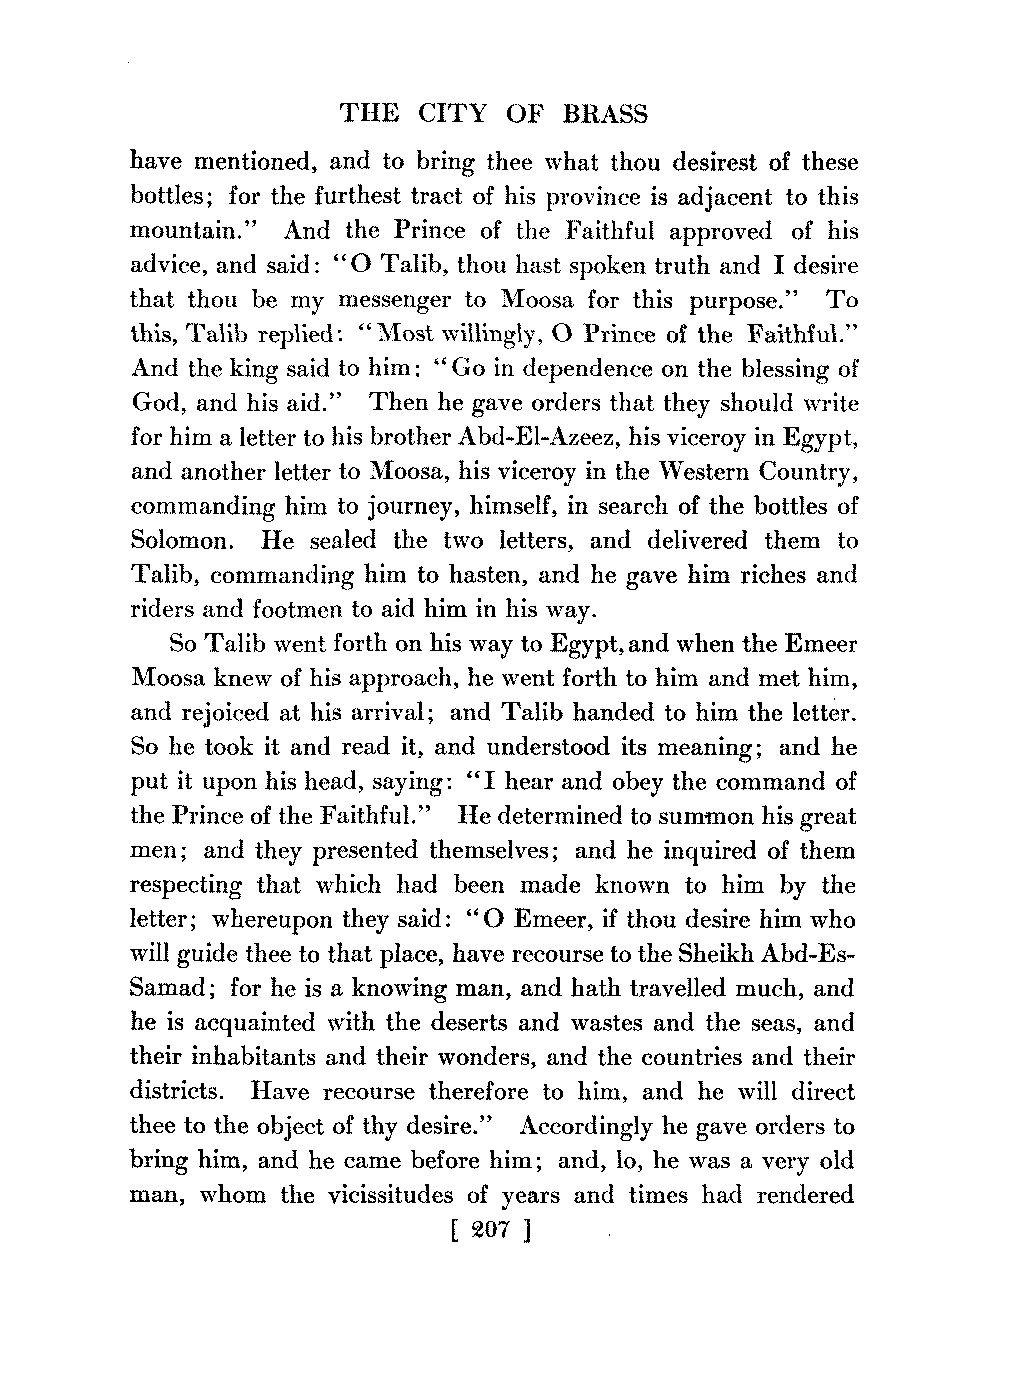 THE CITY OF BRASS
have mentioned, and to bring thee what thou desirest of these
bottles; for the furthest tract of his province is adjacent to this
mountain." And the Prince of the Faithful approved of his
advice, and said: "O Talib, thou hast spoken truth and I desire
that thou be my messenger to Moosa for this purpose." To
this, Talib replied: "Most willingly, O Prince of the Faithful."
And the king said to him: "Go in dependence on the blessing of
God, and his aid." Then he gave orders that they should write
for him a letter to his brother Abd-El-Azeez, his viceroy in Egypt,
and another letter to Moosa, his viceroy in the Western Country,
commanding him to journey, himself, in search of the bottles of
Solomon. He sealed the two letters, and delivered them to
Talib, commanding him to hasten, and he gave him riches and
riders and footmen to aid him in his way.
So Talib went forth on his way to Egypt, and when the Emeer
Moosa knew of his approach, he went forth to him and met him,
and rejoiced at his arrival; and Talib handed to him the letter.
So he took it and read it, and understood its meaning; and he
put it upon his head, saying: "I hear and obey the command of
the Prince of the Faithful." He determined to summon his great
men; and they presented themselves; and he inquired of them
respecting that which had been made known to him by the
letter; whereupon they said: "O Emeer, if thou desire him who
will guide thee to that place, have recourse to the Sheikh Abd-Es-
Samad; for he is a knowing man, and hath travelled much, and
he is acquainted with the deserts and wastes and the seas, and
their inhabitants and their wonders, and the countries and their
districts. Have recourse therefore to him, and he will direct
thee to the object of thy desire." Accordingly he gave orders to
bring him, and he came before him; and, lo, he was a very old
man, whom the vicissitudes of years and times had rendered
[ 207 ]